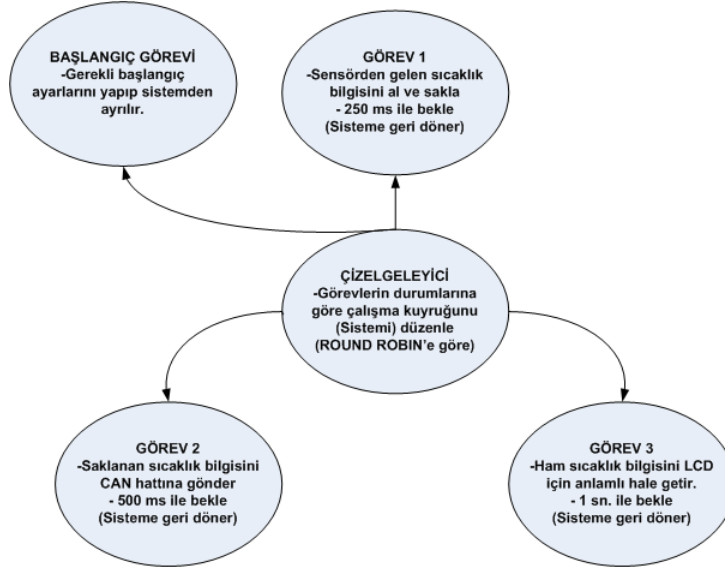 BAŞLANGIÇ GÖREVİ
-Gerekli başlangıç
ayarlarını yapıp sistemden
ayrılır.
GÖREV 1
-Sensörden gelen sıcaklık
bilgisini al ve sakla
- 250 ms ile bekle
(Sisteme geri döner)
ÇİZELGELEYİCİ
-Görevlerin durumlarına
göre çalışma kuyruğunu
(Sistemi) düzenle
(ROUND ROBIN’e göre)
GÖREV 2
-Saklanan sıcaklık bilgisini
CAN hattına gönder
- 500 ms ile bekle
(Sisteme geri döner)
GÖREV 3
-Ham sıcaklık bilgisini LCD
için anlamlı hale getir.
- 1 sn. ile bekle
(Sisteme geri döner)